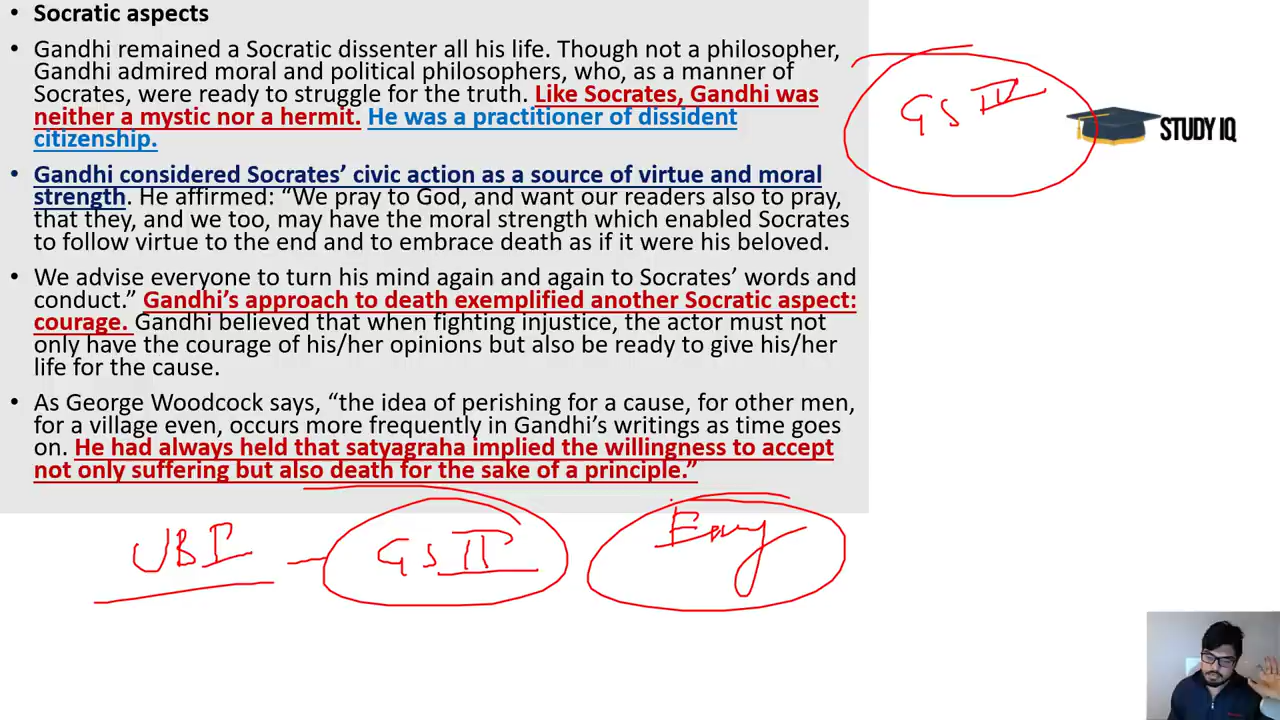 • Socratic aspects
• Gandhi remained a Socratic dissenter all his life. Though not a philosopher,
Gandhi admired moral and political philosophers, who, as a manner of
Socrates, were ready to struggle for the truth. Like Socrates, Gandhi was
neither a mystic nor a hermit. He was a practitioner of dissident
citizenship.
• Gandhi considered Socrates’ civic action as a source of virtue and moral
strength. He affirmed: “We pray to God, and want our readers also to pray,
that they, and we too, may have the moral strength which enabled Socrates
to follow virtue to the end and to embrace death as if it were his beloved.
• We advise everyone to turn his mind again and again to Socrates’ words and
conduct.” Gandhi’s approach to death exemplified another Socratic aspect:
courage. Gandhi believed that when fighting injustice, the actor must not
only have the courage of his/her opinions but also be ready to give his/her
life for the cause.
• As George Woodcock says, “the idea of perishing for a cause, for other men,
for a village even, occurs more frequently in Gandhi’s writings as time goes
on. He had always held that satyagraha implied the willingness to accept
not only suffering but also death for the sake of a principle.”
GS IV
STUDY IQ
UBI – GS II